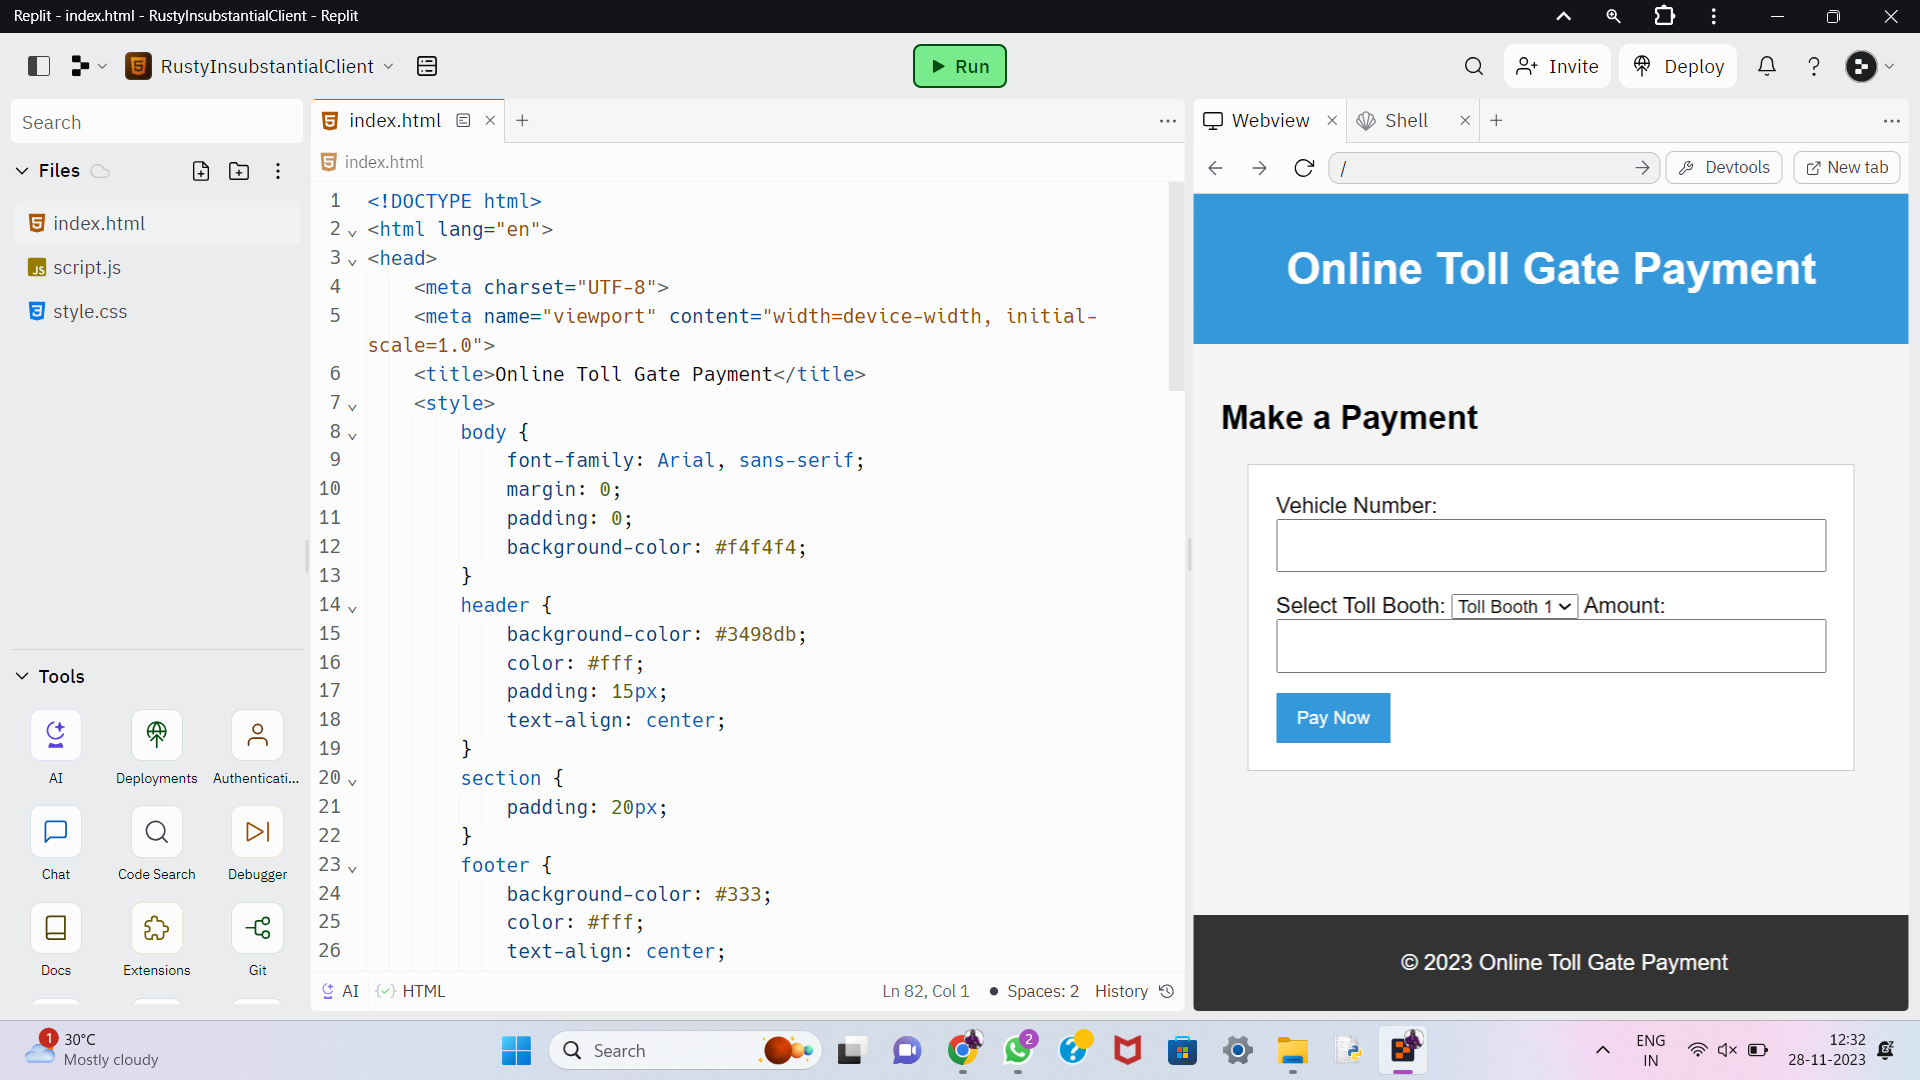 Replit - index.html - RustyInsubstantialClient - Replit
RustyInsubstantialClient
Run
Invite
Deploy
Search
Files
index.html
script.js
style.css
Tools
AI
Deployments
Authenticati...
Chat
Code Search
Debugger
Docs
Extensions
Git
index.html
index.html
1 <!DOCTYPE html>
2 <html lang="en">
3 <head>
4 <meta charset="UTF-8">
5 <meta name="viewport" content="width=device-width, initial-
scale=1.0">
6 <title>Online Toll Gate Payment</title>
7 <style>
8 body {
9 font-family: Arial, sans-serif;
10 margin: 0;
11 padding: 0;
12 background-color: #f4f4f4;
13 }
14 header {
15 background-color: #3498db;
16 color: #fff;
17 padding: 15px;
18 text-align: center;
19 }
20 section {
21 padding: 20px;
22 }
23 footer {
24 background-color: #333;
25 color: #fff;
26 text-align: center;
AI HTML Ln 82, Col 1 Spaces: 2 History
Webview Shell
/ Devtools New tab
Online Toll Gate Payment
Make a Payment
Vehicle Number:
Select Toll Booth: Toll Booth 1 Amount:
Pay Now
© 2023 Online Toll Gate Payment
1
30°C
Mostly cloudy
Search
2
ENG
IN
12:32
28-11-2023